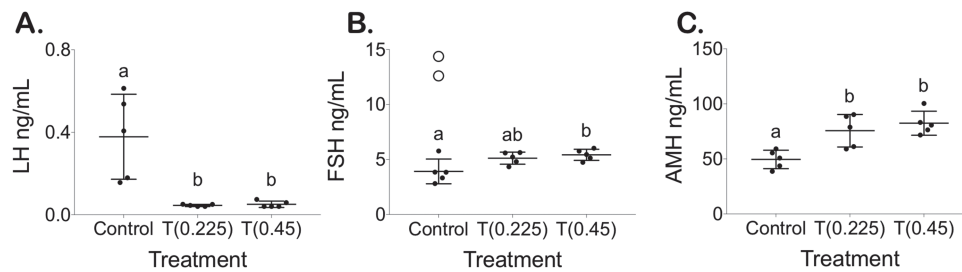 A.
LH ng/mL
0.8
0.4
0.0
a
b
b
Control T(0.225) T(0.45)
Treatment
B.
FSH ng/mL
15
10
5
0
a
ab
b
Control T(0.225) T(0.45)
Treatment
C.
AMH ng/mL
150
100
50
0
a
b
b
Control T(0.225) T(0.45)
Treatment